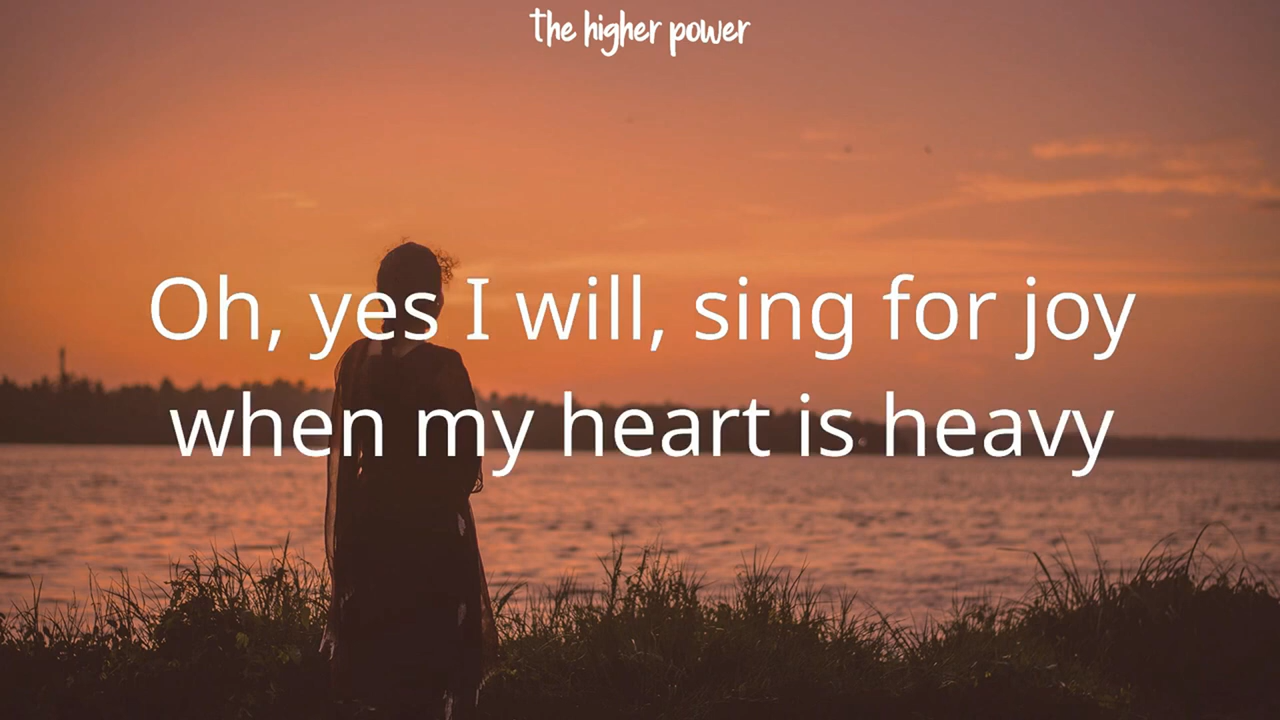 the higher power
Oh, yes I will, sing for joy
when my heart is heavy